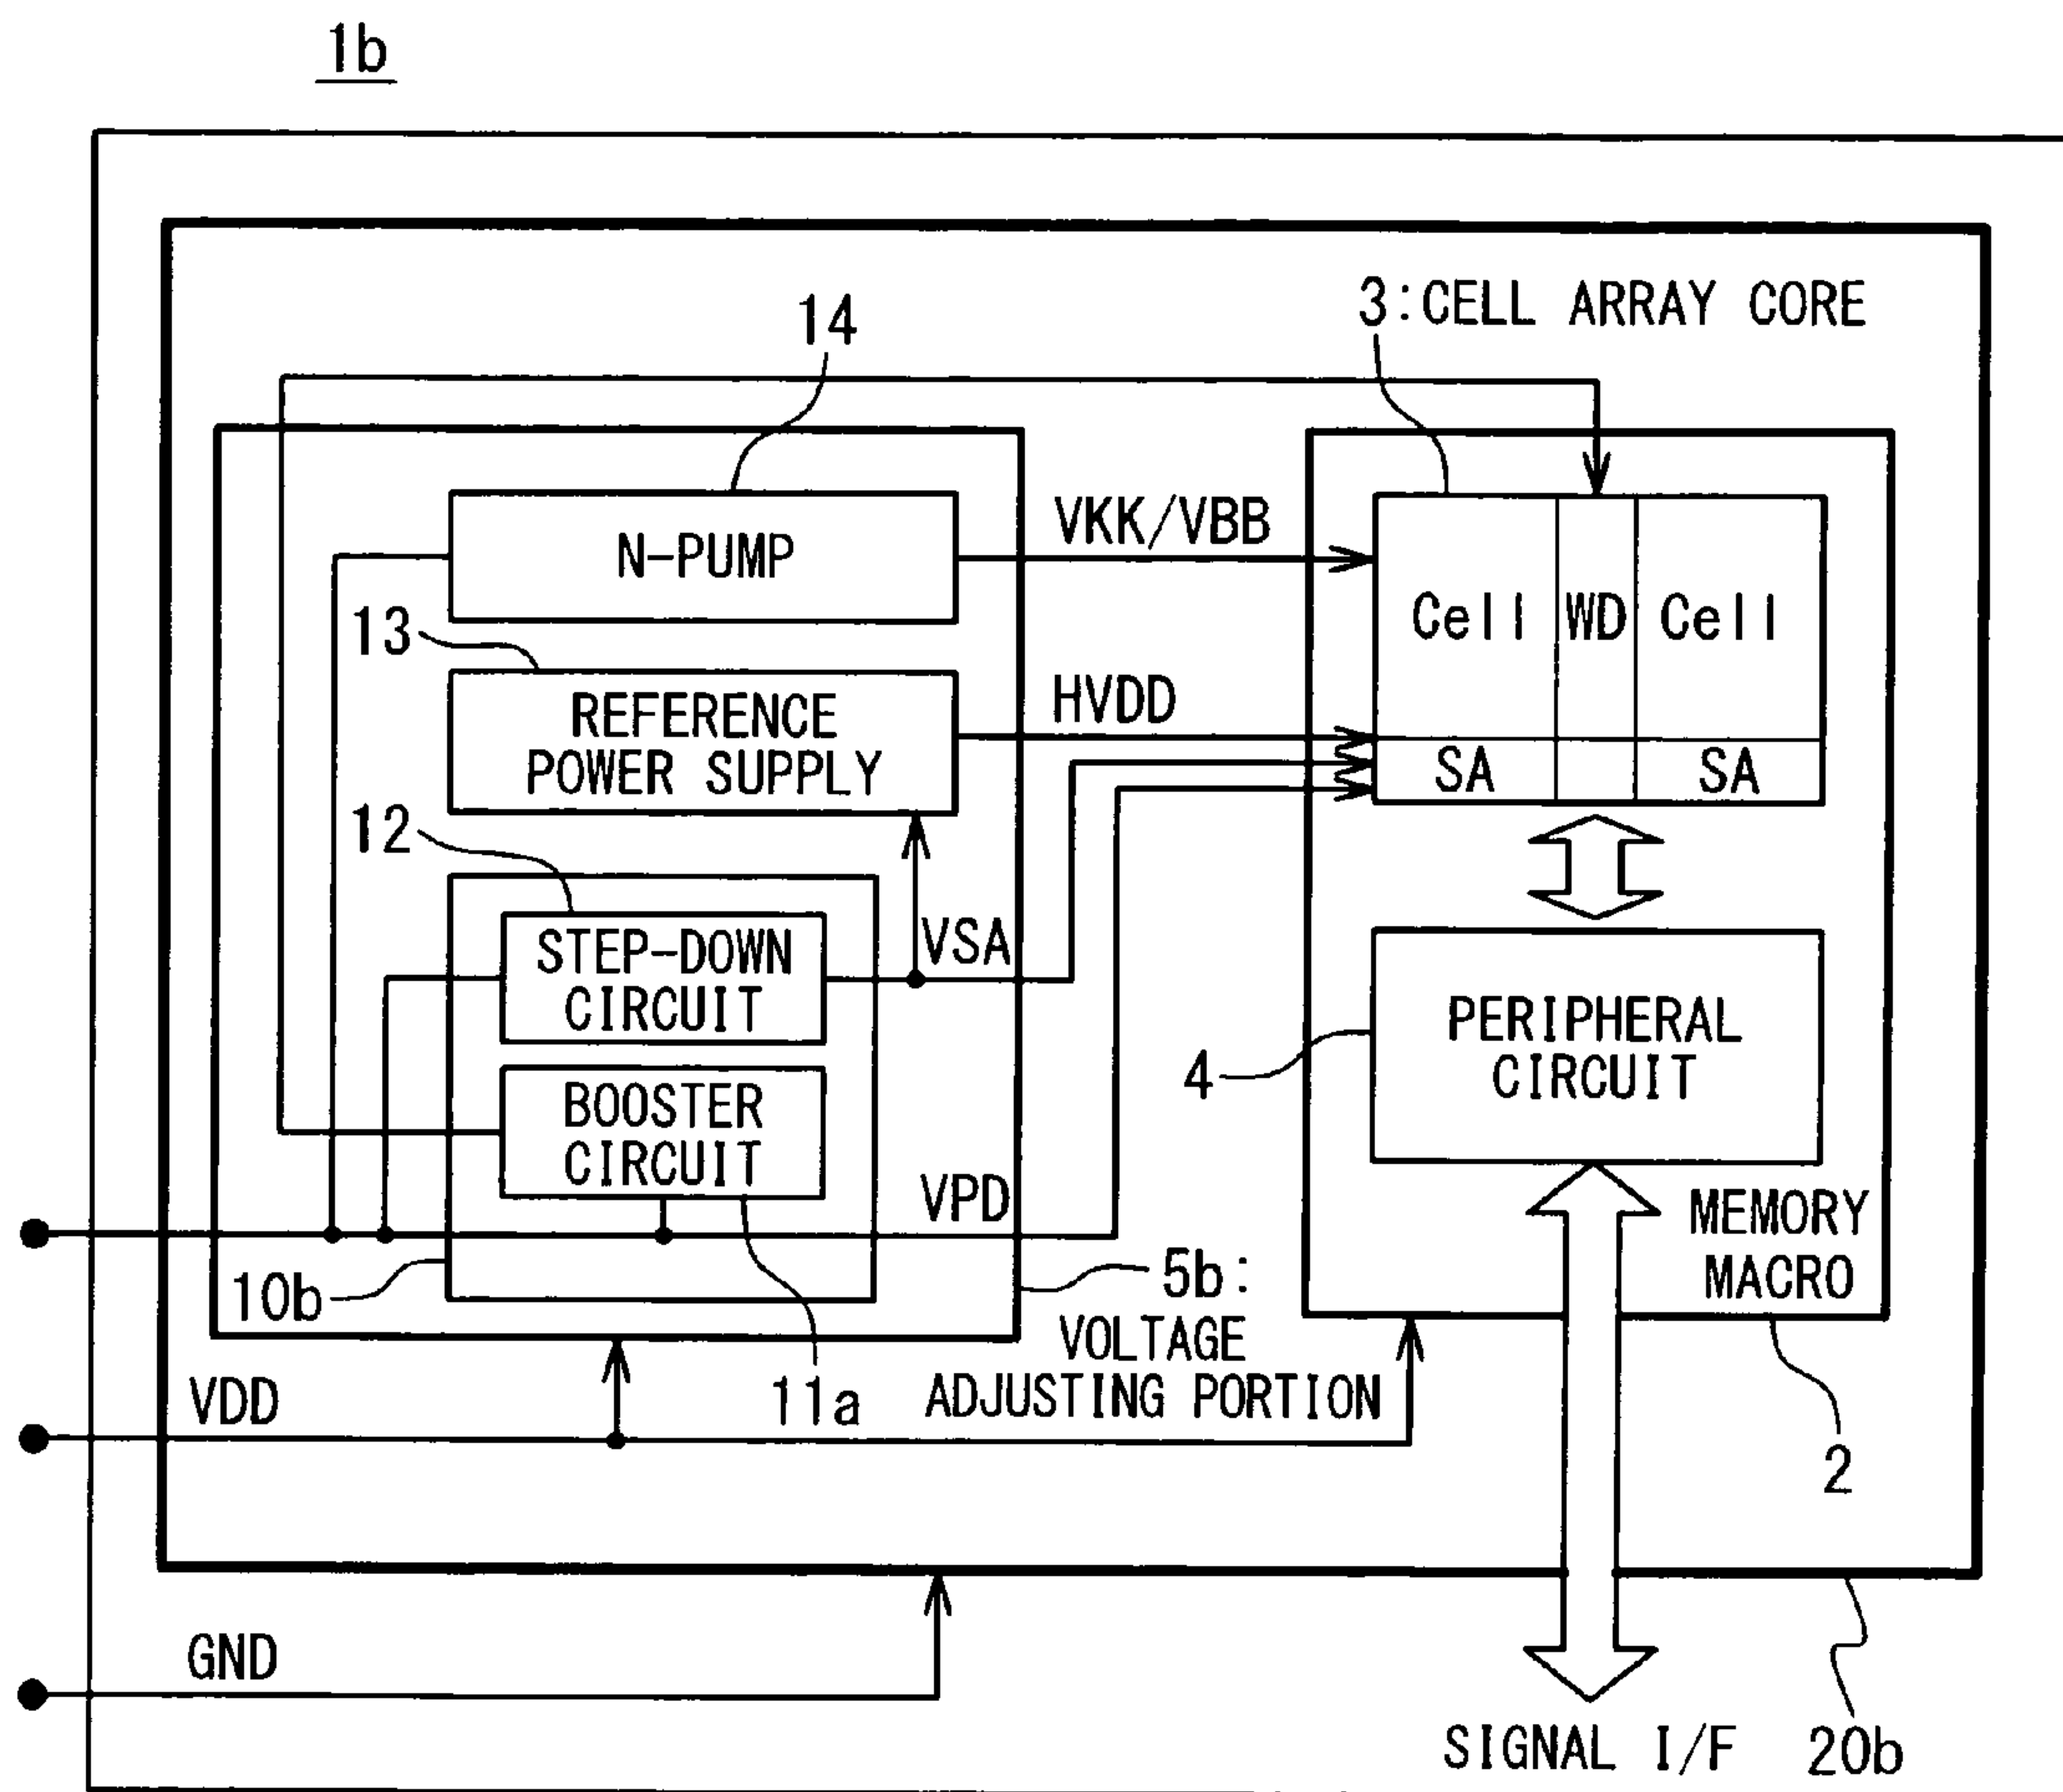 1b
3:CELL ARRAY CORE
14
N-PUMP
VKK/VBB
Cell WD Cell
13
REFERENCE
POWER SUPPLY
HVDD
SA SA
12
STEP-DOWN
CIRCUIT
VSA
BOOSTER
CIRCUIT
VPD
4
PERIPHERAL
CIRCUIT
MEMORY
MACRO
10b
5b:
VOLTAGE
ADJUSTING PORTION
11a
VDD
2
GND
SIGNAL I/F
20b